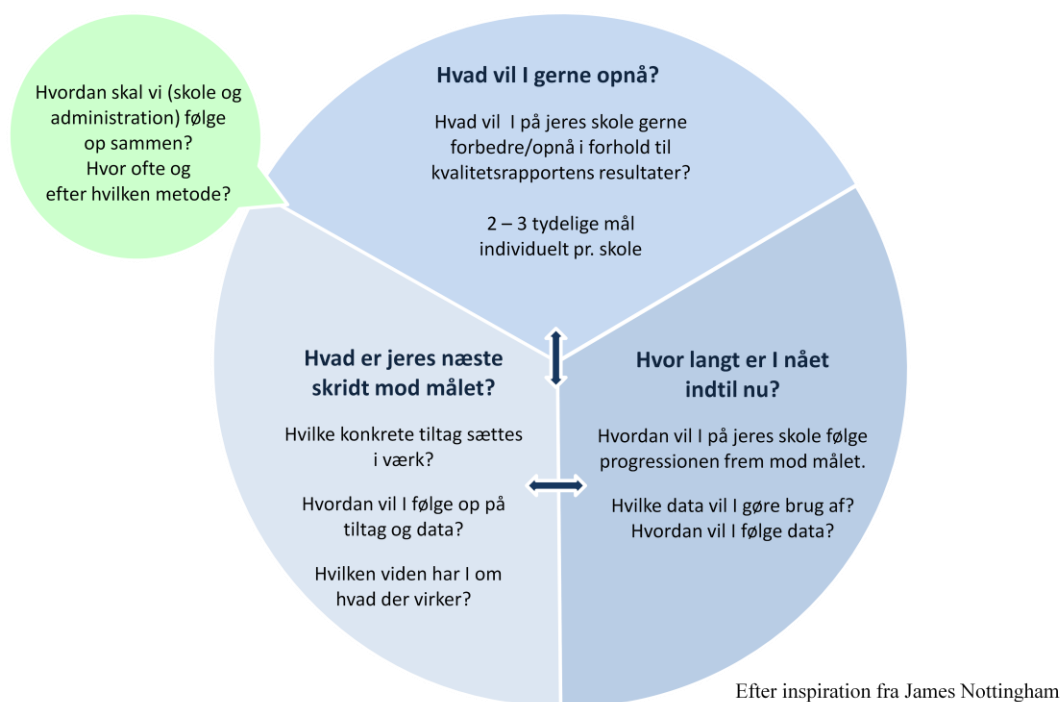 Hvordan skal vi (skole og
administration) følge
op sammen?
Hvor ofte og
efter hvilken metode?
Hvad vil I gerne opnå?
Hvad vil I på jeres skole gerne
forbedre/opnå i forhold til
kvalitetsrapportens resultater?
2 – 3 tydelige mål
individuelt pr. skole
Hvad er jeres næste
skridt mod målet?
Hvilke konkrete tiltag sættes
i værk?
Hvordan vil I følge op på
tiltag og data?
Hvilken viden har I om
hvad der virker?
Hvor langt er I nået
indtil nu?
Hvordan vil I på jeres skole følge
progressionen frem mod målet.
Hvilke data vil I gøre brug af?
Hvordan vil I følge data?
Efter inspiration fra James Nottingham